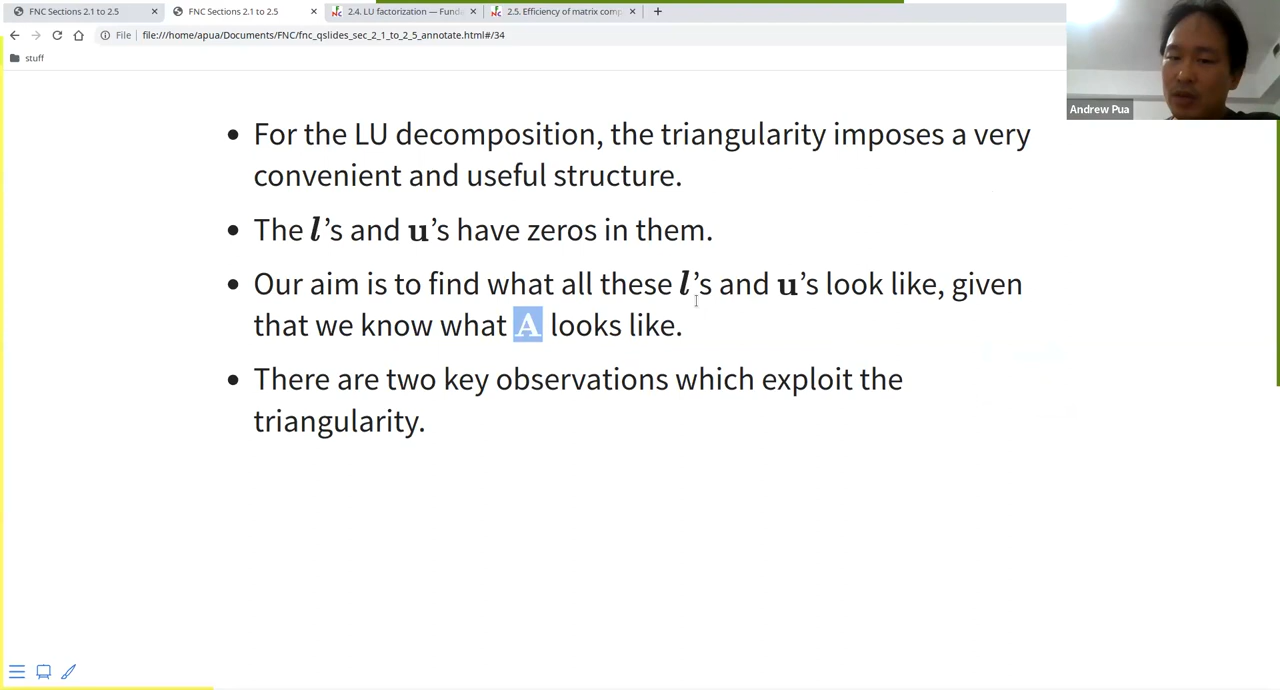 FNC Sections 2.1 to 2.5
FNC Sections 2.1 to 2.5
2.4. LU factorization — Funda
2.5. Efficiency of matrix comp
File
file:///home/apua/Documents/FNC/fnc_qslides_sec_2_1_to_2_5_annotate.html#/34
stuff
Andrew Pua
• For the LU decomposition, the triangularity imposes a very
convenient and useful structure.
• The l’s and u’s have zeros in them.
• Our aim is to find what all these l’s and u’s look like, given
that we know what A looks like.
• There are two key observations which exploit the
triangularity.